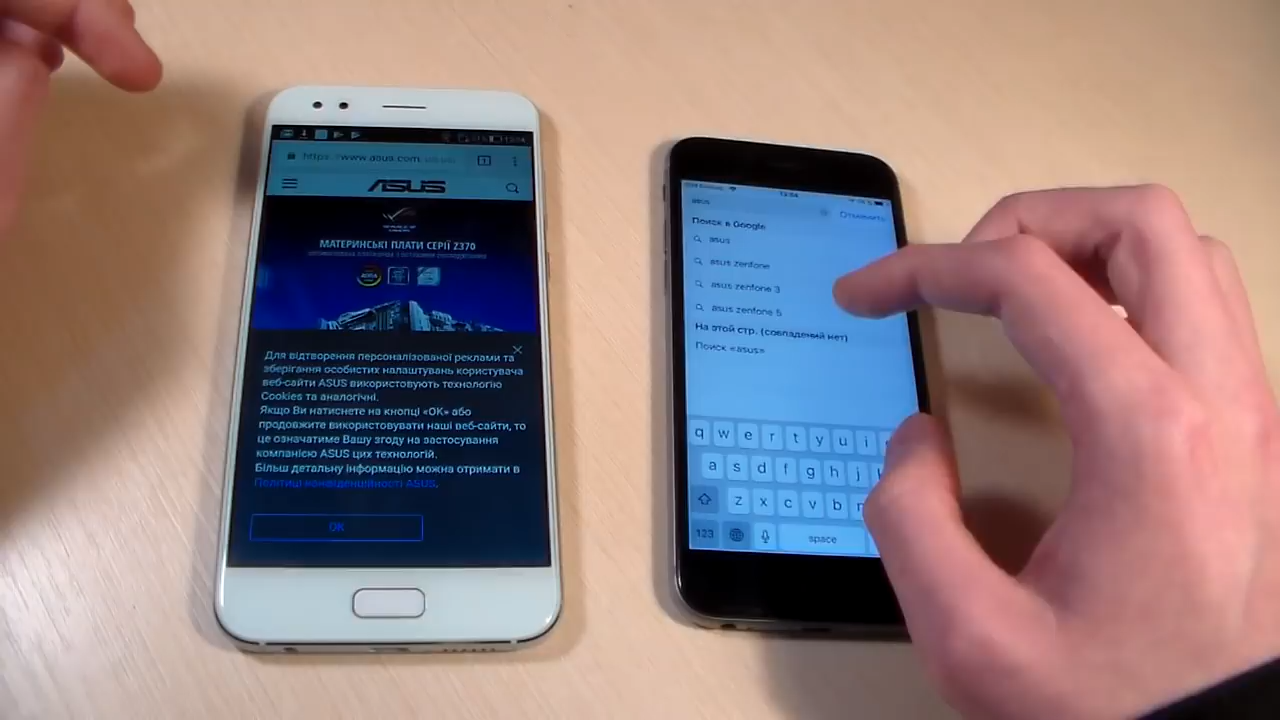 https://www.asus.com
1
ASUS
МАТЕРИНСЬКІ ПЛАТИ СЕРІЇ Z370
Для відтворення персоналізованої реклами та
зберігання особистих налаштувань користувача
веб-сайти ASUS використовують технологію
Cookies та аналогічні.
Якщо Ви натиснете на кнопці «OK» або
продовжите використовувати наші веб-сайти, то
це означатиме Вашу згоду на застосування
компанією ASUS цих технологій.
Більш детальну інформацію можна отримати в
Політиці конфіденційності ASUS.
OK
asus
Отменить
Поиск в Google
asus
asus zenfone
asus zenfone 3
asus zenfone 5
На этой стр. (совпадений нет)
Поиск «asus»
q w e r t y u i
a s d f g h j
z x c v b
123 space